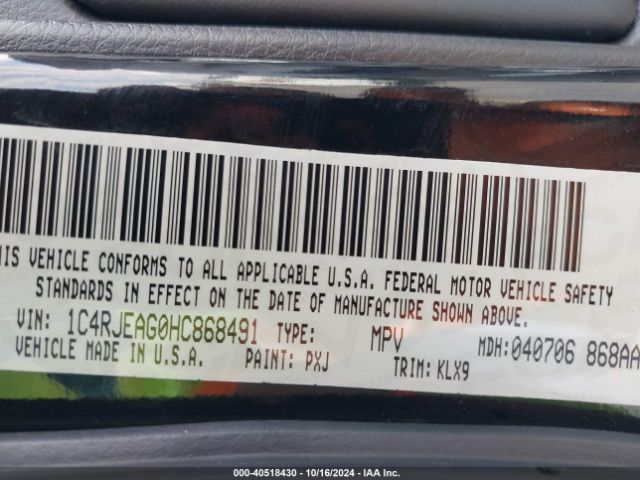 HIS VEHICLE CONFORMS TO ALL APPLICABLE U.S.A. FEDERAL MOTOR VEHICLE SAFETY
STANDARDS IN EFFECT ON THE DATE OF MANUFACTURE SHOWN ABOVE.
VIN: 1C4RJEAG0HC868491 TYPE: MPV MDH:040706 868AA
VEHICLE MADE IN U.S.A. PAINT: PXJ TRIM: KLX9
000-40518430 - 10/16/2024 - IAA Inc.